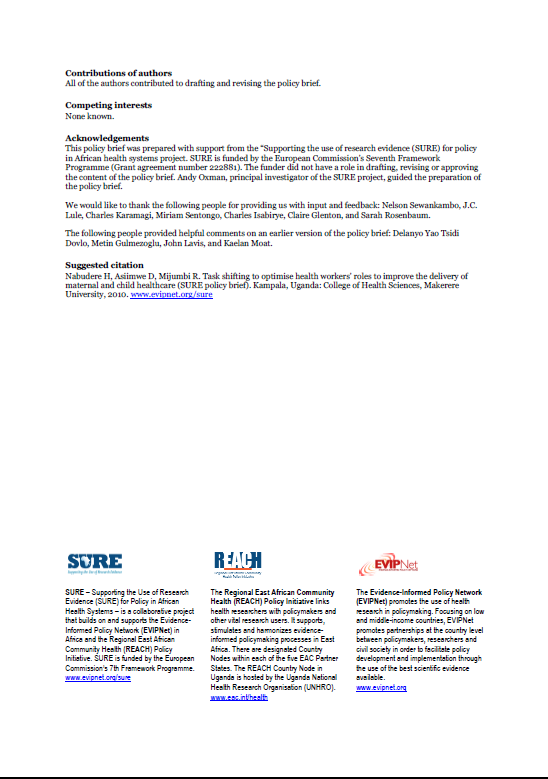 Contributions of authors
All of the authors contributed to drafting and revising the policy brief.
Competing interests
None known.
Acknowledgements
This policy brief was prepared with support from the "Supporting the use of research evidence (SURE) for policy
in African health systems project. SURE is funded by the European Commission's Seventh Framework
Programme (Grant agreement number 222881). The funder did not have a role in drafting, revising or approving
the content of the policy brief. Andy Oxman, principal investigator of the SURE project, guided the preparation of
the policy brief.
We would like to thank the following people for providing us with input and feedback: Nelson Sewankambo, J.C.
Lule, Charles Karamagi, Miriam Sentongo, Charles Isabirye, Claire Glenton, and Sarah Rosenbaum.
The following people provided helpful comments on an earlier version of the policy brief: Delanyo Yao Tsidi
Dovlo, Metin Gulmezoglu, John Lavis, and Kaelan Moat.
Suggested citation
Nabudere H, Asiimwe D, Mijumbi R. Task shifting to optimise health workers' roles to improve the delivery of
maternal and child healthcare (SURE policy brief). Kampala, Uganda: College of Health Sciences, Makerere
University, 2010. www.evipnet.org/sure
SURE
SURE – Supporting the Use of Research
Evidence (SURE) for Policy in African
Health Systems – is a collaborative project
that builds on and supports the Evidence-
Informed Policy Network (EVIPNet) in
Africa and the Regional East African
Community Health (REACH) Policy
Initiative. SURE is funded by the European
Commission's 7th Framework Programme.
www.evipnet.org/sure
REACH
The Regional East African Community
Health (REACH) Policy Initiative links
health researchers with policymakers and
other vital research users. It supports,
stimulates and harmonizes evidence-
informed policymaking processes in East
Africa. There are designated Country
Nodes within each of the five EAC Partner
States. The REACH Country Node in
Uganda is hosted by the Uganda National
Health Research Organisation (UNHRO).
www.eac.int/health
EVIPNet
The Evidence-Informed Policy Network
(EVIPNet) promotes the use of health
research in policymaking. Focusing on low
and middle-income countries, EVIPNet
promotes partnerships at the country level
between policymakers, researchers and
civil society in order to facilitate policy
development and implementation through
the use of the best scientific evidence
available.
www.evipnet.org